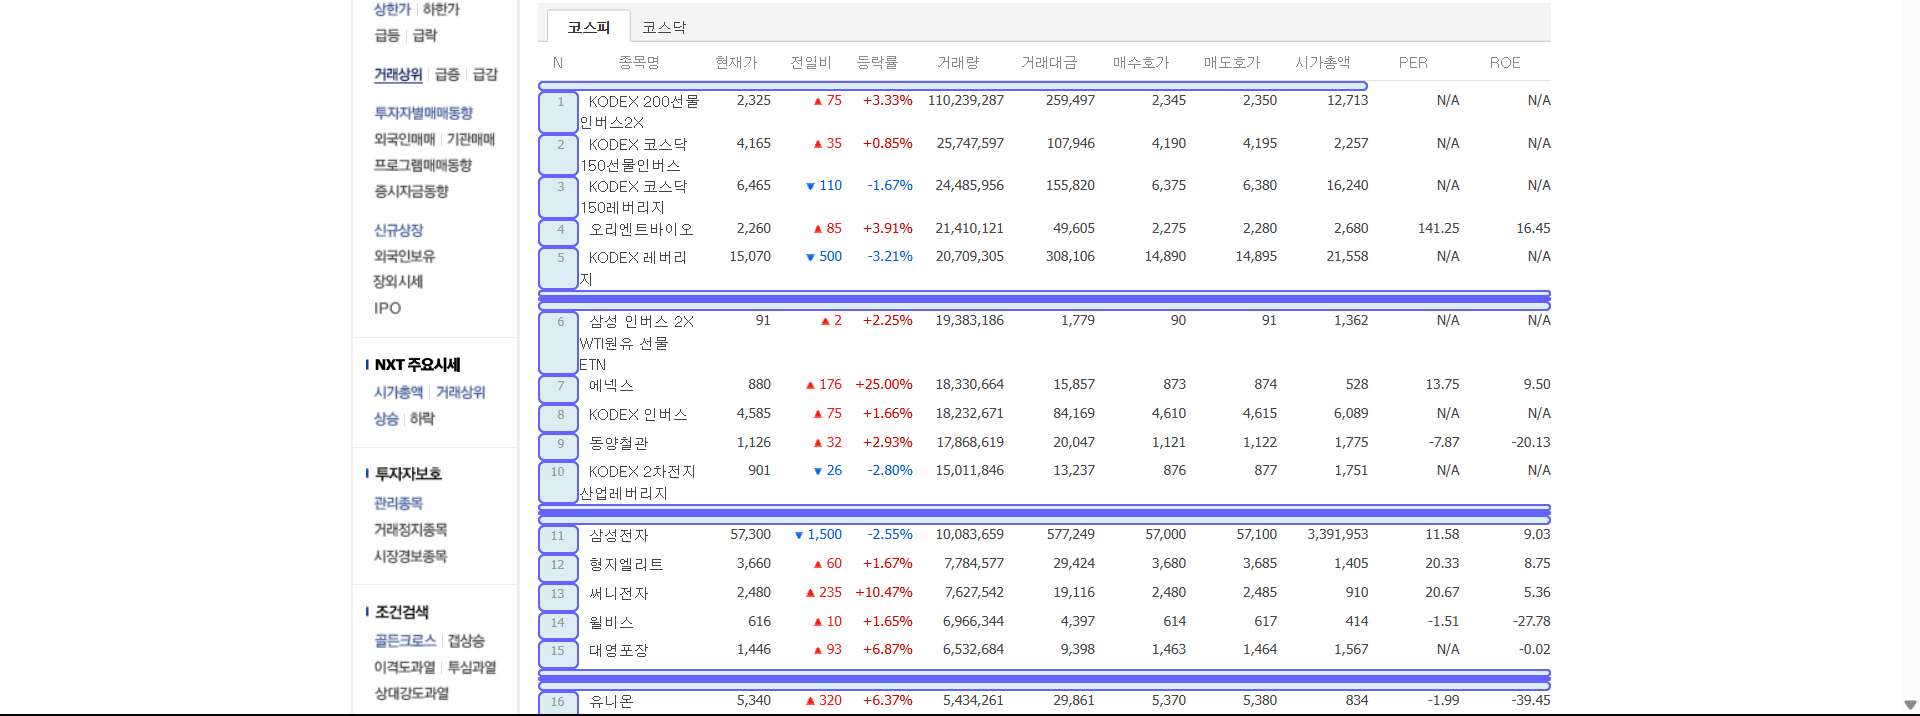 상한가 하한가
급등 급락
거래상위 급증 급감
투자자별매매동향
외국인매매 기관매매
프로그램매매동향
증시자금동향
신규상장
외국인보유
장외시세
IPO
NXT 주요시세
시가총액 거래상위
상승 하락
투자자보호
관리종목
거래정지종목
시장경보종목
조건검색
골든크로스 갭상승
이격도과열 투심과열
상대강도과열
코스피 코스닥
N 종목명 현재가 전일비 등락률 거래량 거래대금 매수호가 매도호가 시가총액 PER ROE
1 KODEX 200선물 2,325 ▲ 75 +3.33% 110,239,287 259,497 2,345 2,350 12,713 N/A N/A
인버스2X
2 KODEX 코스닥 4,165 ▲ 35 +0.85% 25,747,597 107,946 4,190 4,195 2,257 N/A N/A
150선물인버스
3 KODEX 코스닥 6,465 ▼ 110 -1.67% 24,485,956 155,820 6,375 6,380 16,240 N/A N/A
150레버리지
4 오리엔트바이오 2,260 ▲ 85 +3.91% 21,410,121 49,605 2,275 2,280 2,680 141.25 16.45
5 KODEX 레버리 15,070 ▼ 500 -3.21% 20,709,305 308,106 14,890 14,895 21,558 N/A N/A
지
6 삼성 인버스 2X 91 ▲ 2 +2.25% 19,383,186 1,779 90 91 1,362 N/A N/A
WTI원유 선물
ETN
7 에넥스 880 ▲ 176 +25.00% 18,330,664 15,857 873 874 528 13.75 9.50
8 KODEX 인버스 4,585 ▲ 75 +1.66% 18,232,671 84,169 4,610 4,615 6,089 N/A N/A
9 동양철관 1,126 ▲ 32 +2.93% 17,868,619 20,047 1,121 1,122 1,775 -7.87 -20.13
10 KODEX 2차전지 901 ▼ 26 -2.80% 15,011,846 13,237 876 877 1,751 N/A N/A
산업레버리지
11 삼성전자 57,300 ▼ 1,500 -2.55% 10,083,659 577,249 57,000 57,100 3,391,953 11.58 9.03
12 형지엘리트 3,660 ▲ 60 +1.67% 7,784,577 29,424 3,680 3,685 1,405 20.33 8.75
13 써니전자 2,480 ▲ 235 +10.47% 7,627,542 19,116 2,480 2,485 910 20.67 5.36
14 윌비스 616 ▲ 10 +1.65% 6,966,344 4,397 614 617 414 -1.51 -27.78
15 대영포장 1,446 ▲ 93 +6.87% 6,532,684 9,398 1,463 1,464 1,567 N/A -0.02
16 유니온 5,340 ▲ 320 +6.37% 5,434,261 29,861 5,370 5,380 834 -1.99 -39.45